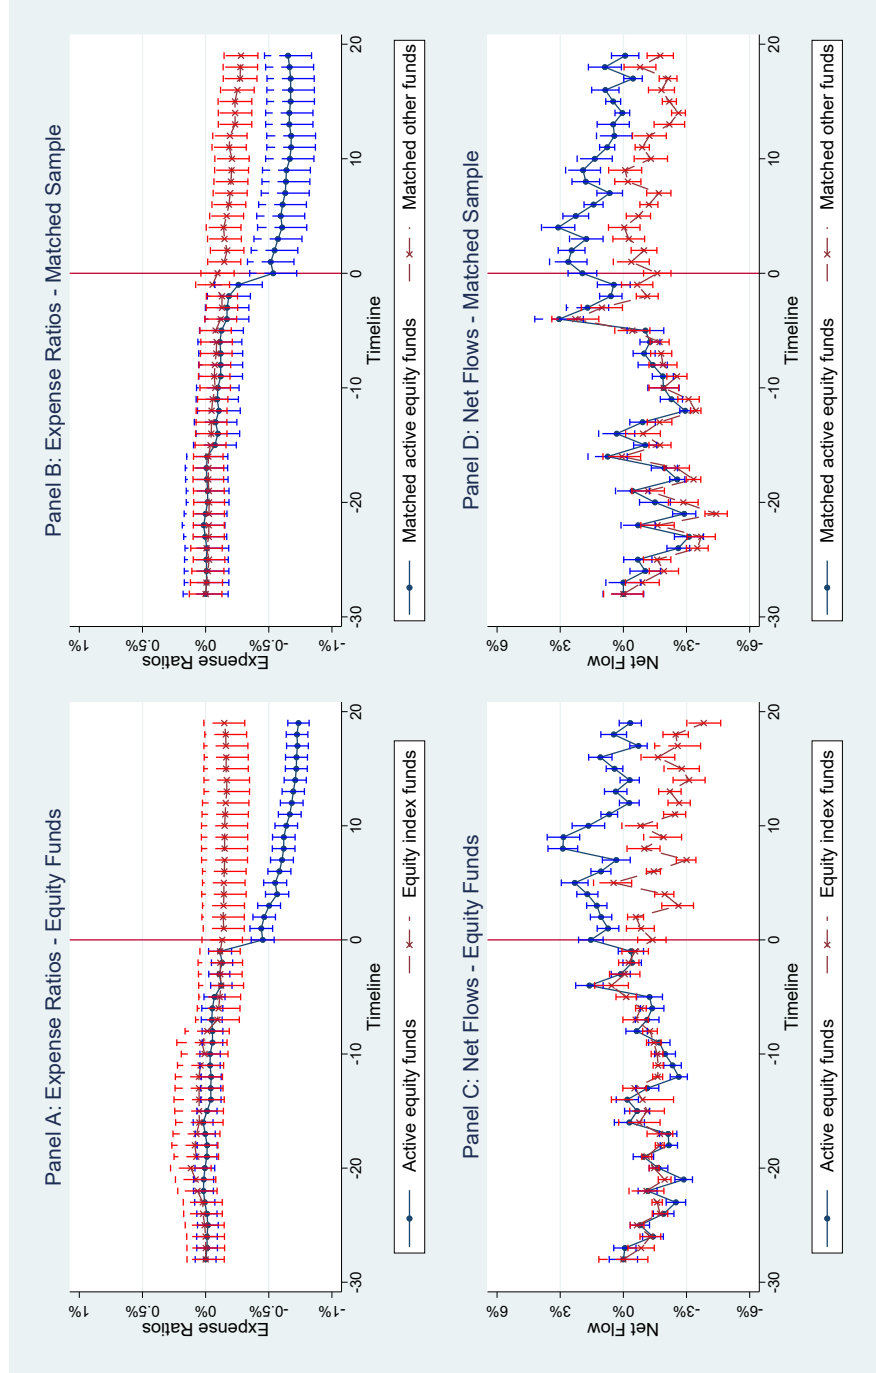 Panel A: Expense Ratios - Equity Funds
Expense Ratios
1%
0.5%
0%
-0.5%
-1%
-30
-20
-10
0
10
20
Timeline
Active equity funds
Equity index funds
Panel B: Expense Ratios - Matched Sample
Expense Ratios
1%
0.5%
0%
-0.5%
-1%
-30
-20
-10
0
10
20
Timeline
Matched active equity funds
Matched other funds
Panel C: Net Flows - Equity Funds
Net Flow
6%
3%
0%
-3%
-6%
-30
-20
-10
0
10
20
Timeline
Active equity funds
Equity index funds
Panel D: Net Flows - Matched Sample
Net Flow
6%
3%
0%
-3%
-6%
-30
-20
-10
0
10
20
Timeline
Matched active equity funds
Matched other funds